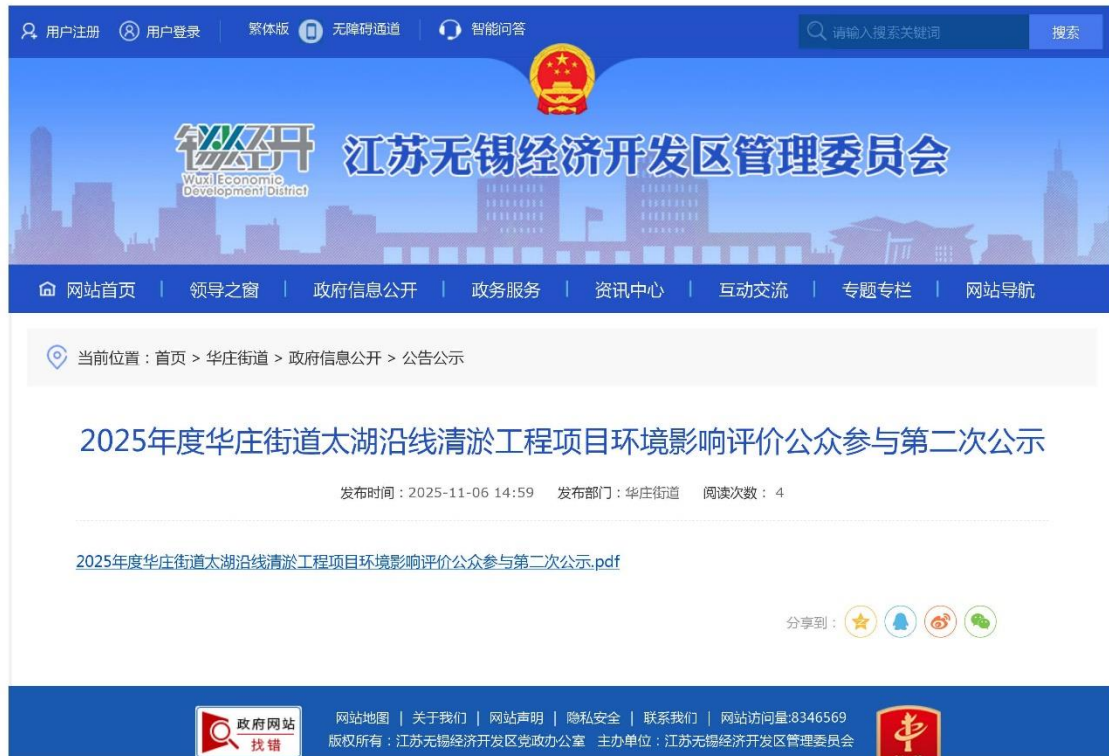 用户注册 用户登录 繁体版 无障碍通道 智能问答 请输入搜索关键词 搜索
锡经开
Wuxi Economic
Development District
江苏无锡经济开发区管理委员会
网站首页 领导之窗 政府信息公开 政务服务 资讯中心 互动交流 专题专栏 网站导航
当前位置：首页 > 华庄街道 > 政府信息公开 > 公告公示
2025年度华庄街道太湖沿线清淤工程项目环境影响评价公众参与第二次公示
发布时间：2025-11-06 14:59 发布部门：华庄街道 阅读次数： 4
2025年度华庄街道太湖沿线清淤工程项目环境影响评价公众参与第二次公示.pdf
分享到：
政府网站
找错
网站地图 | 关于我们 | 网站声明 | 隐私安全 | 联系我们 | 网站访问量:8346569
版权所有：江苏无锡经济开发区党政办公室 主办单位：江苏无锡经济开发区管理委员会